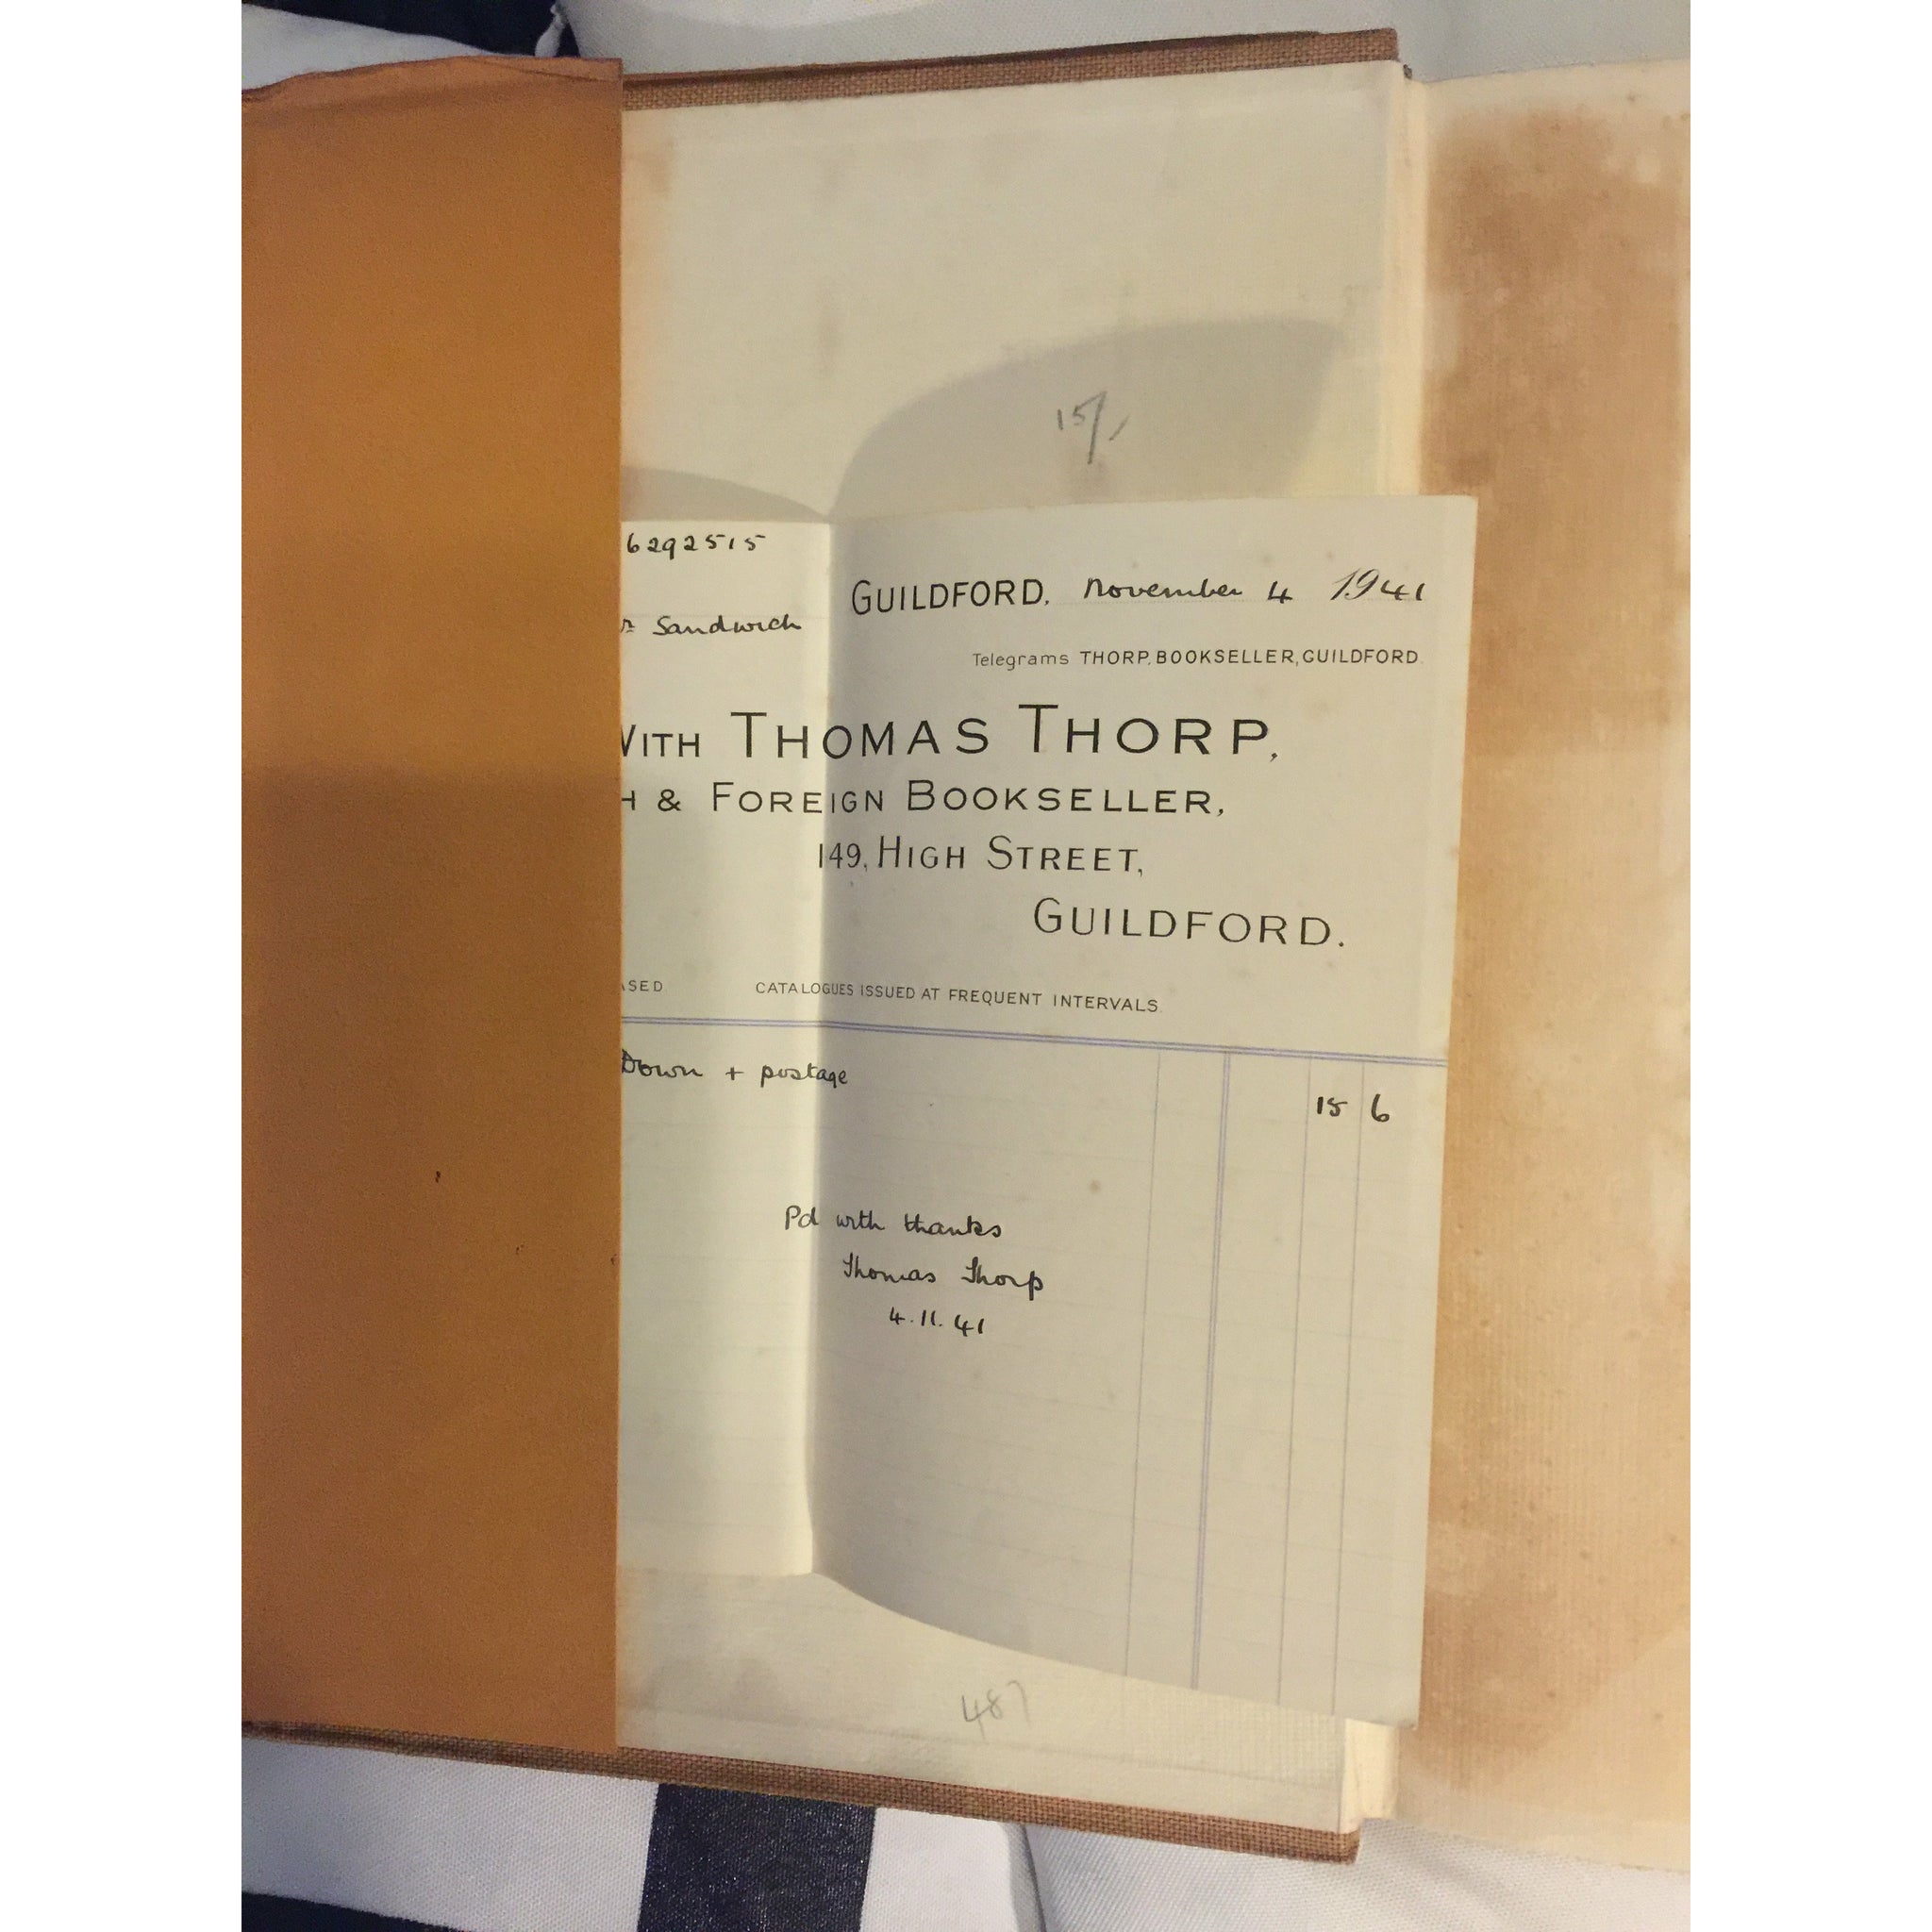 15/
6292515
GUILDFORD, November 4 1941
Sandwich
Telegrams THORP, BOOKSELLER, GUILDFORD.
WITH THOMAS THORP,
H & FOREIGN BOOKSELLER,
149, HIGH STREET,
GUILDFORD.
ASED CATALOGUES ISSUED AT FREQUENT INTERVALS.
Down + postage
15 6
Pd with thanks
Thomas Thorp
4.11.41
487